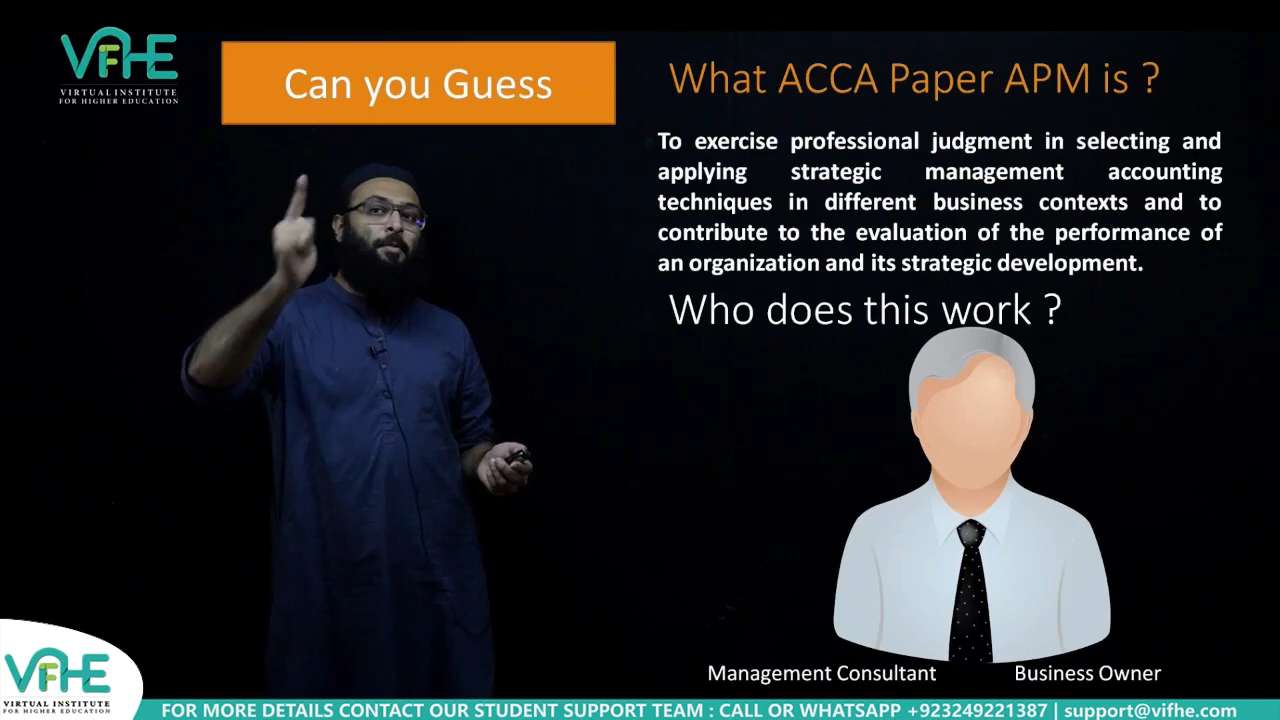 VIFHE
VIRTUAL INSTITUTE
FOR HIGHER EDUCATION
Can you Guess
What ACCA Paper APM is ?
To exercise professional judgment in selecting and
applying strategic management accounting
techniques in different business contexts and to
contribute to the evaluation of the performance of
an organization and its strategic development.
Who does this work ?
Management Consultant
Business Owner
VIFHE
VIRTUAL INSTITUTE
FOR HIGHER EDUCATION
FOR MORE DETAILS CONTACT OUR STUDENT SUPPORT TEAM : CALL OR WHATSAPP +923249221387 | support@vifhe.com